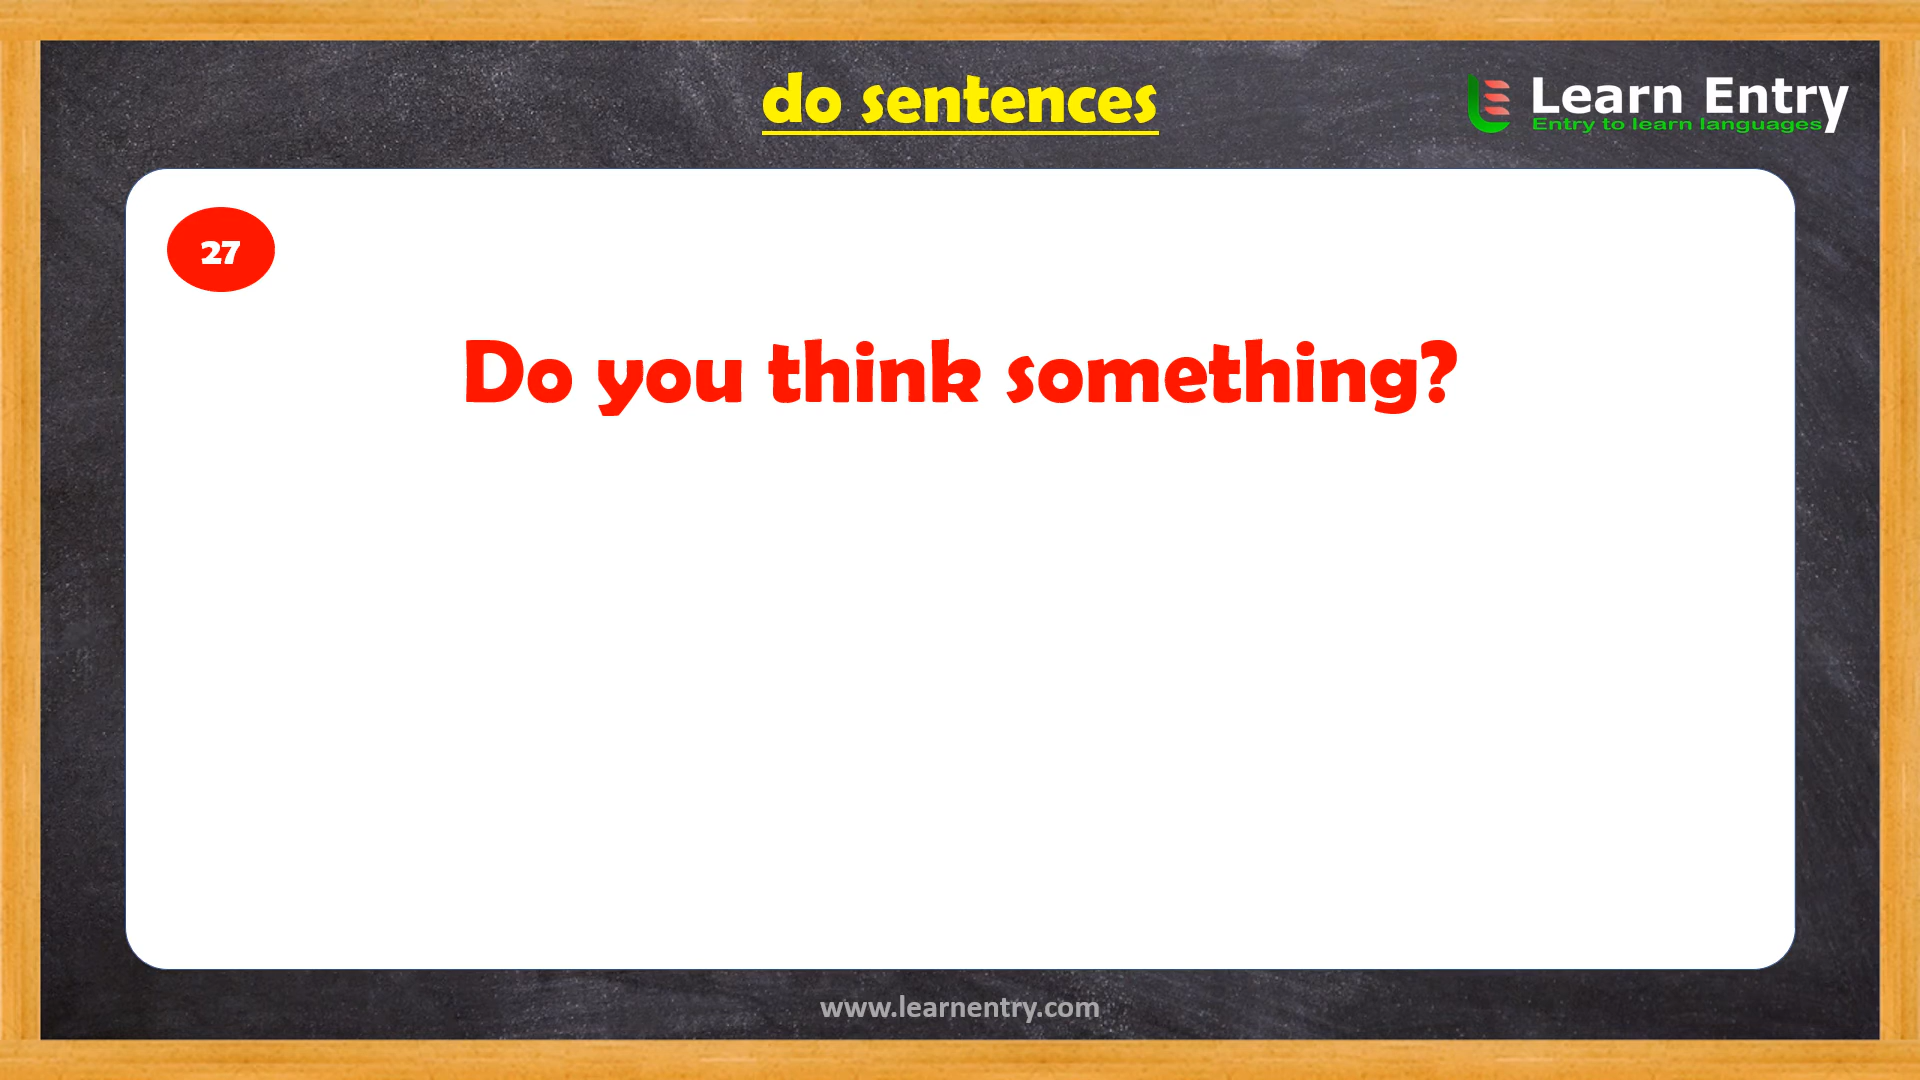 do sentences
Learn Entry
Entry to learn languages
27
Do you think something?
www.learnentry.com